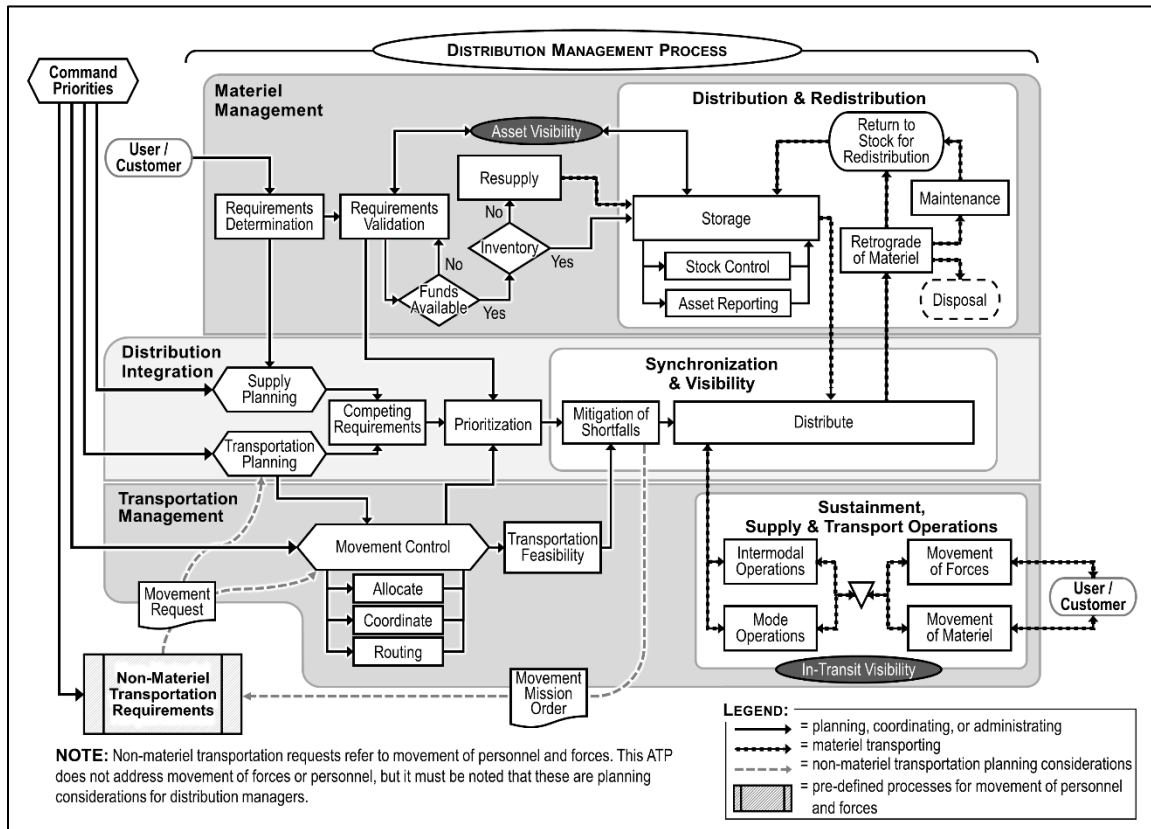 DISTRIBUTION MANAGEMENT PROCESS
Command
Priorities
Materiel
Management
Distribution & Redistribution
User /
Customer
Asset Visibility
Return to
Stock for
Redistribution
Resupply
Requirements
Determination
Requirements
Validation
Storage
Maintenance
No
Inventory
Yes
Retrograde
of Materiel
No
Stock Control
Funds
Available
Yes
Asset Reporting
Disposal
Distribution
Integration
Synchronization
& Visibility
Supply
Planning
Competing
Requirements
Prioritization
Mitigation of
Shortfalls
Distribute
Transportation
Planning
Transportation
Management
Sustainment,
Supply & Transport Operations
Movement Control
Transportation
Feasibility
Intermodal
Operations
Movement
of Forces
Movement
Request
Allocate
Coordinate
Routing
User /
Customer
Mode
Operations
Movement
of Materiel
In-Transit Visibility
Non-Materiel
Transportation
Requirements
Movement
Mission
Order
LEGEND:
= planning, coordinating, or administrating
= materiel transporting
= non-materiel transportation planning considerations
= pre-defined processes for movement of personnel
and forces
NOTE: Non-materiel transportation requests refer to movement of personnel and forces. This ATP
does not address movement of forces or personnel, but it must be noted that these are planning
considerations for distribution managers.